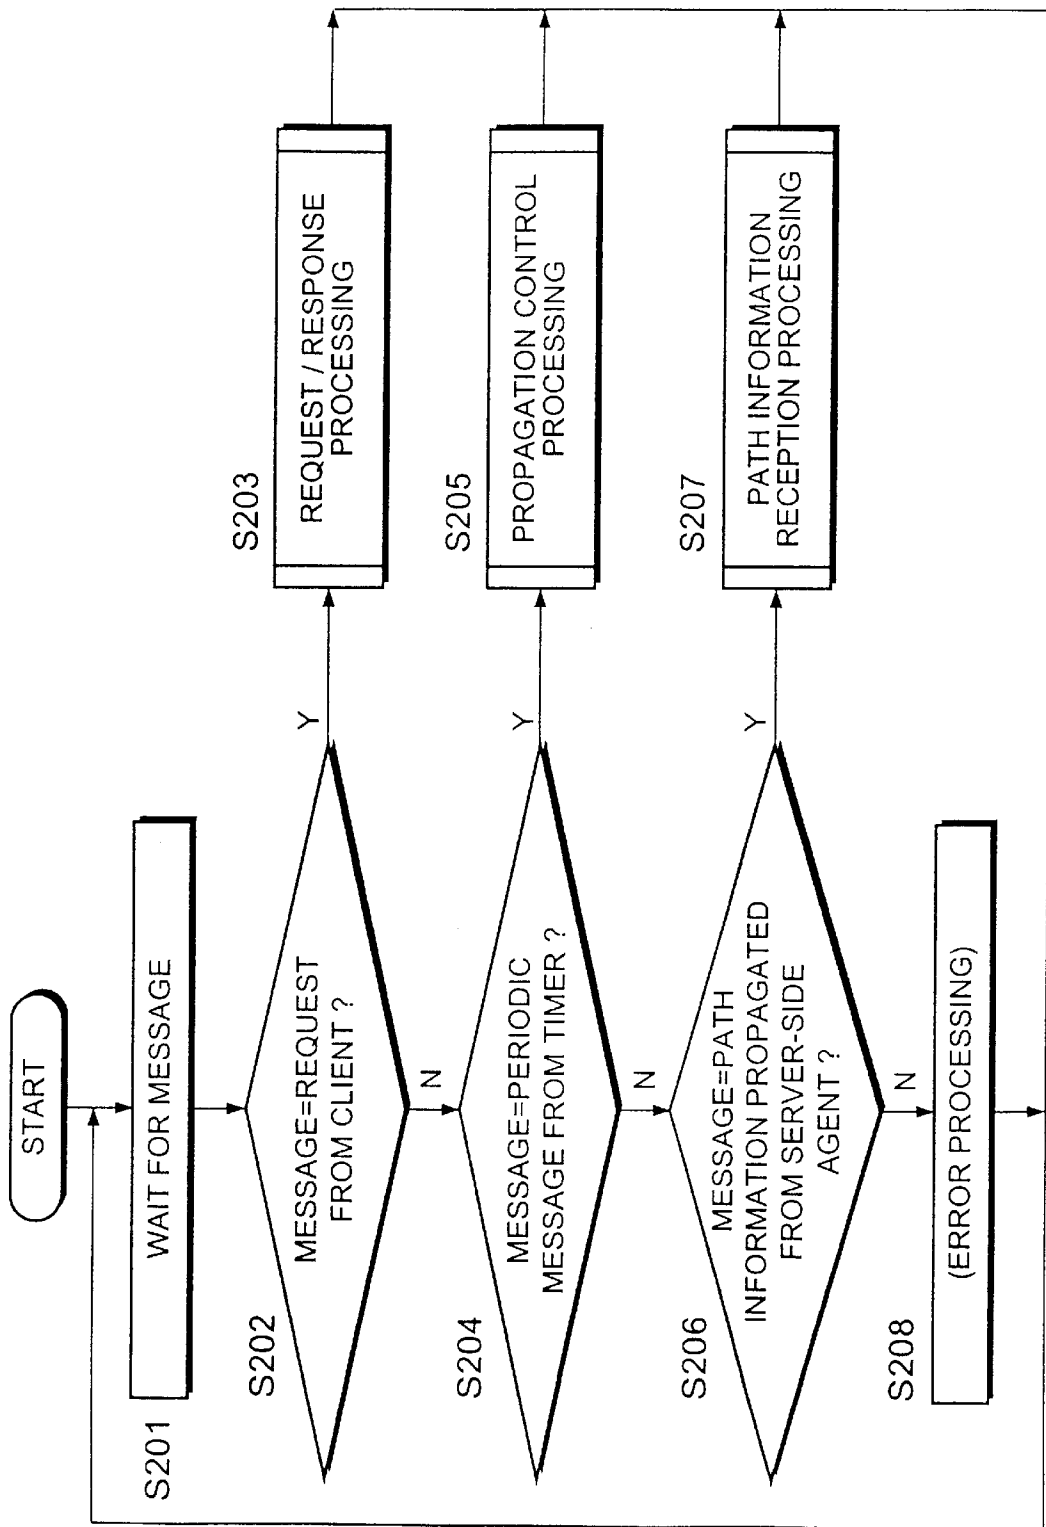 START
S201
WAIT FOR MESSAGE
S202
MESSAGE=REQUEST
FROM CLIENT ?
Y
N
S203
REQUEST / RESPONSE
PROCESSING
S204
MESSAGE=PERIODIC
MESSAGE FROM TIMER ?
Y
N
S205
PROPAGATION CONTROL
PROCESSING
S206
MESSAGE=PATH
INFORMATION PROPAGATED
FROM SERVER-SIDE
AGENT ?
Y
N
S207
PATH INFORMATION
RECEPTION PROCESSING
S208
(ERROR PROCESSING)